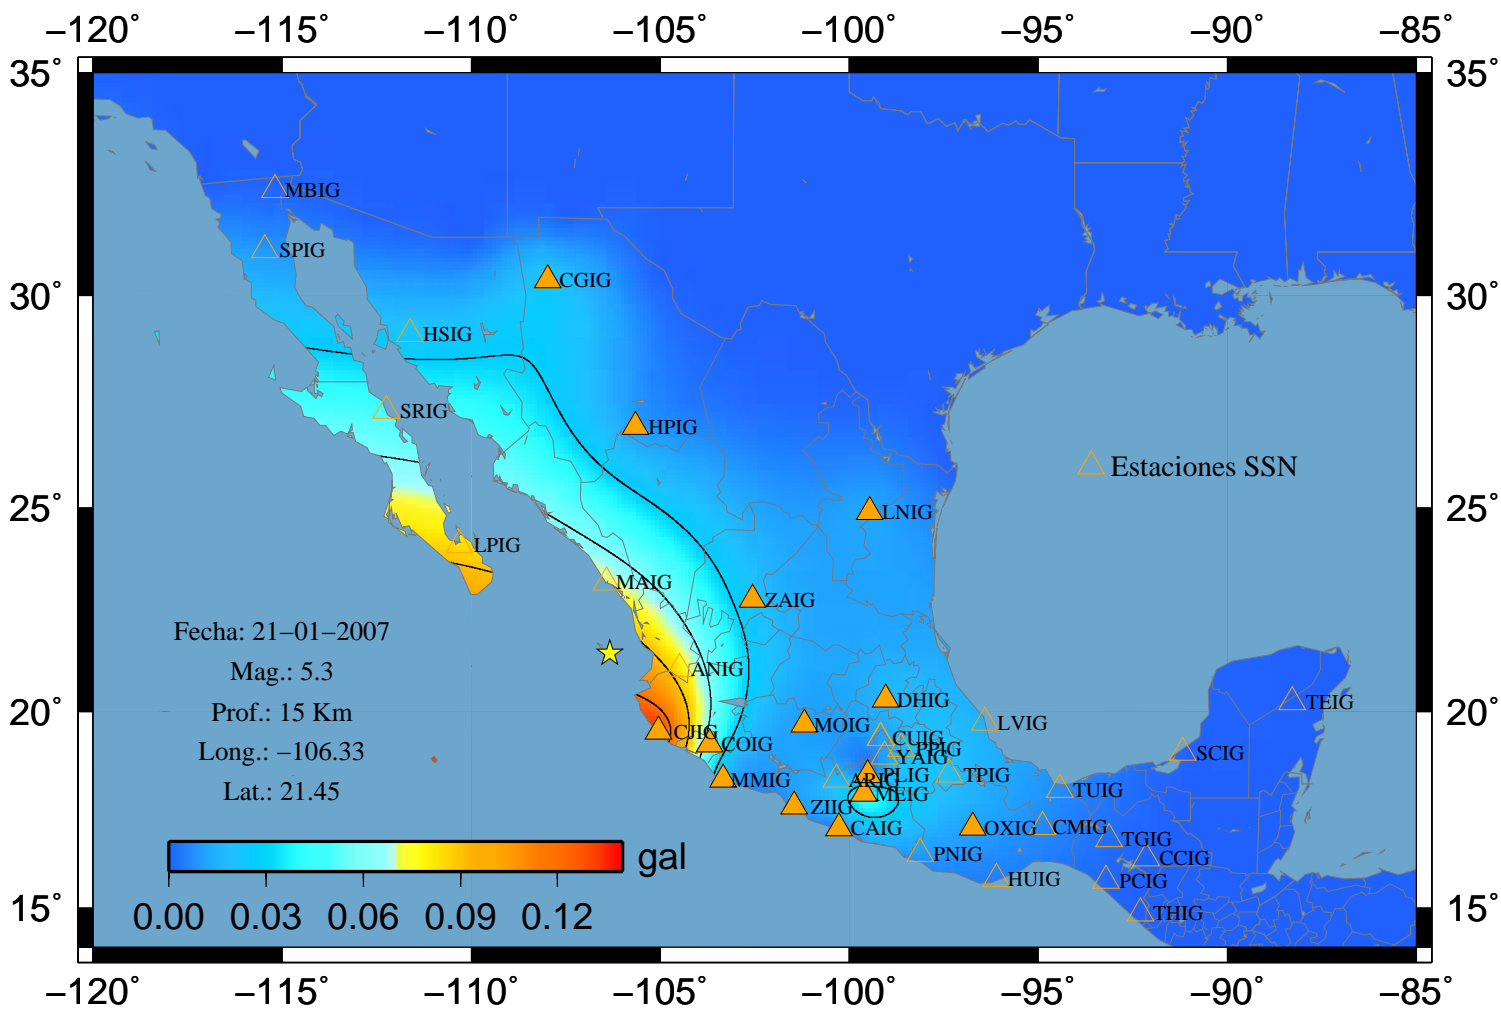 −120° −115° −110° −105° −100° −95° −90° −85°
35° 35°
MBIG
SPIG
CGIG
30° 30°
HSIG
SRIG
HPIG
Estaciones SSN
25° 25°
LNIG
LPIG
MAIG
ZAIG
Fecha: 21−01−2007
Mag.: 5.3
ANIG
DHIG
TEIG
Prof.: 15 Km
20° 20°
MOIG
LVIG
CJIG
CUIG
COIG
PPIG
YAIG
SCIG
Long.: −106.33
MMIG
PLIG
TPIG
Lat.: 21.45
MEIG
TUIG
ZIIG
CAIG
OXIG
CMIG
TGIG
PNIG
CCIG
gal
HUIG
PCIG
0.00 0.03 0.06 0.09 0.12
15° 15°
THIG
−120° −115° −110° −105° −100° −95° −90° −85°